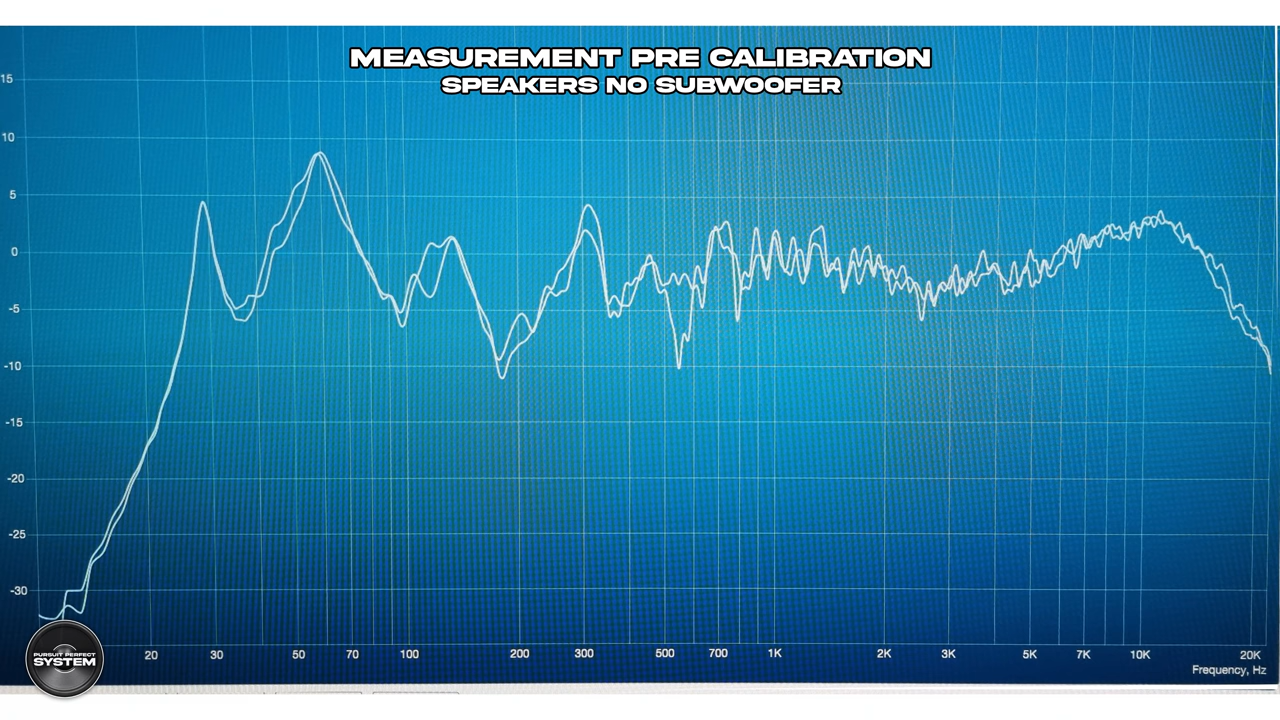 MEASUREMENT PRE CALIBRATION
SPEAKERS NO SUBWOOFER
15
10
5
0
-5
-10
-15
-20
-25
-30
20 30 50 70 100 200 300 500 700 1K 2K 3K 5K 7K 10K 20K
Frequency, Hz
PURSUIT PERFECT
SYSTEM